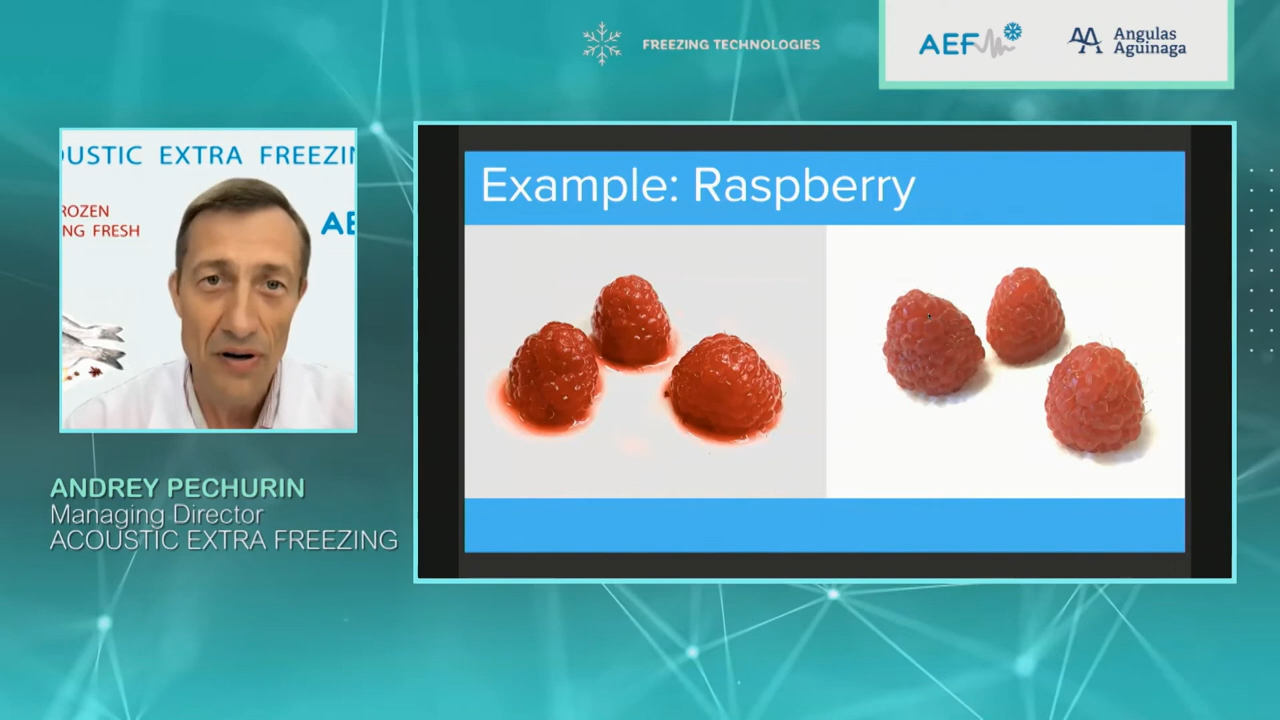 FREEZING TECHNOLOGIES
AEF
Angulas
Aguinaga
OUSTIC EXTRA FREEZIN
ROZEN
NG FRESH
AE
Example: Raspberry
ANDREY PECHURIN
Managing Director
ACOUSTIC EXTRA FREEZING